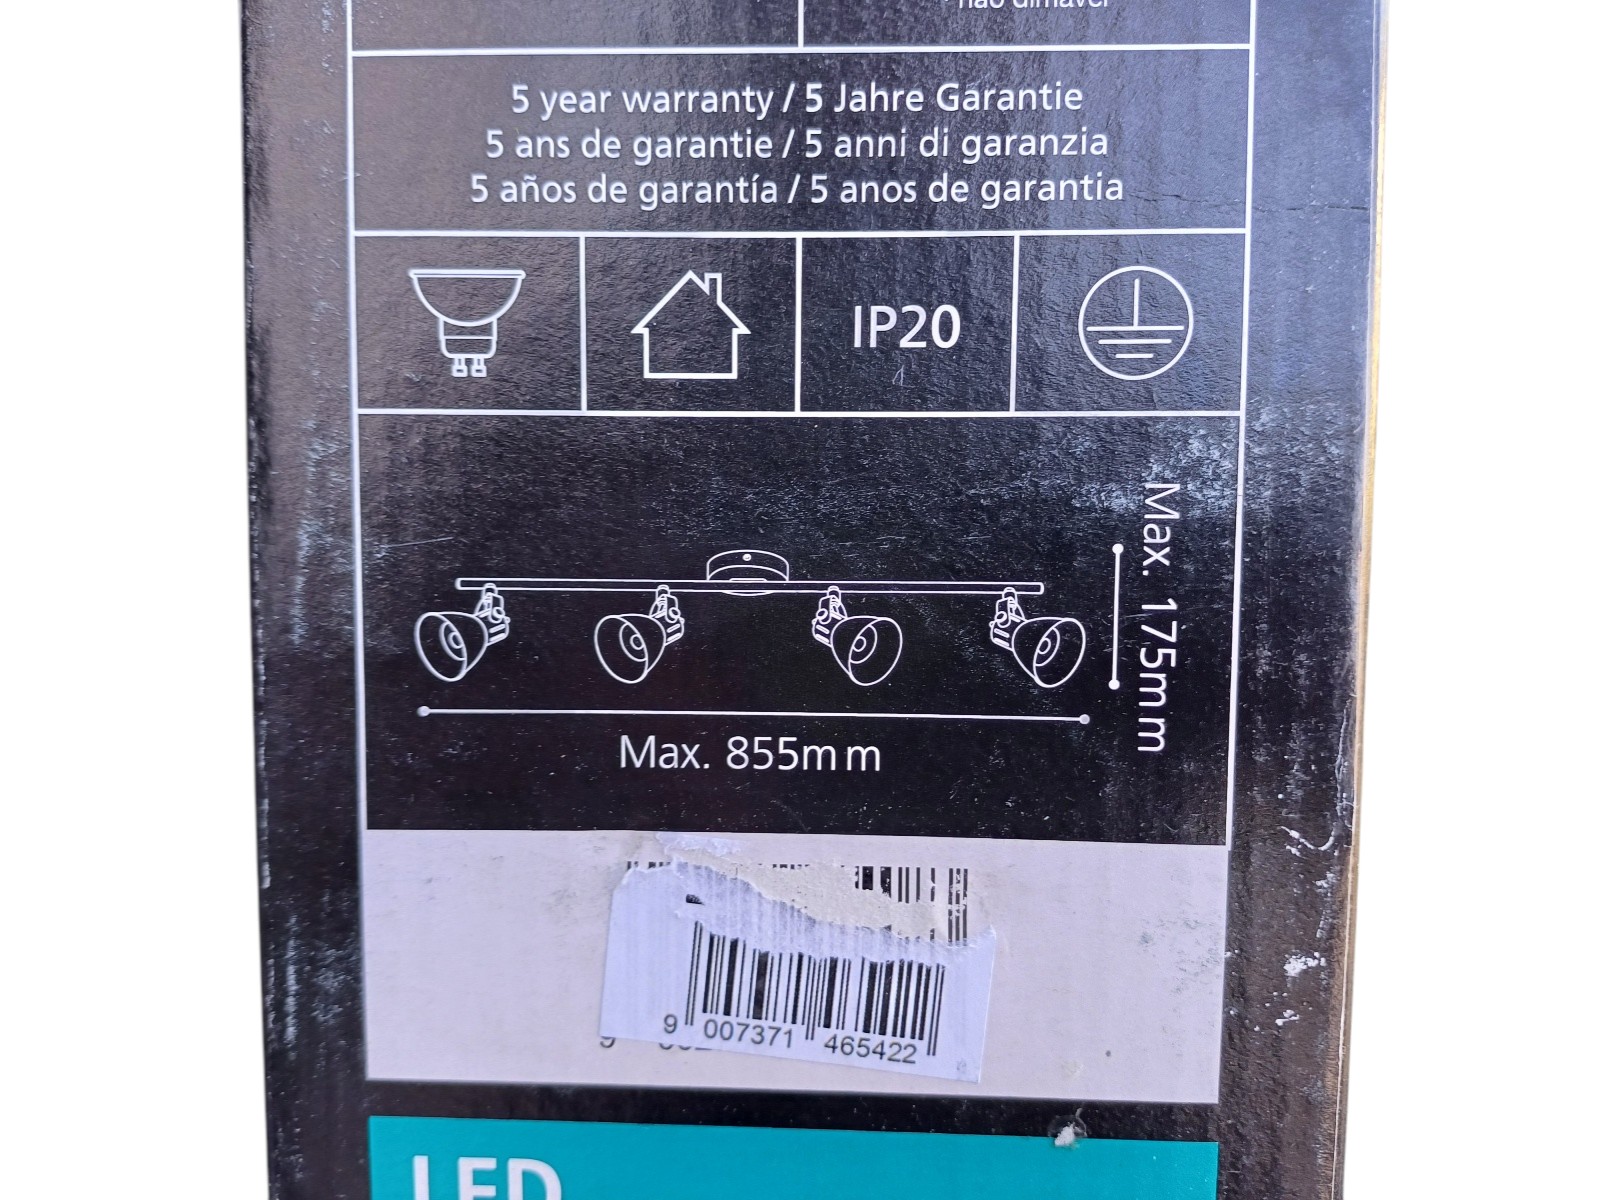 não dimável
5 year warranty / 5 Jahre Garantie
5 ans de garantie / 5 anni di garanzia
5 años de garantía / 5 anos de garantia
IP20
Max. 175mm
Max. 855mm
9 007371 465422
LED